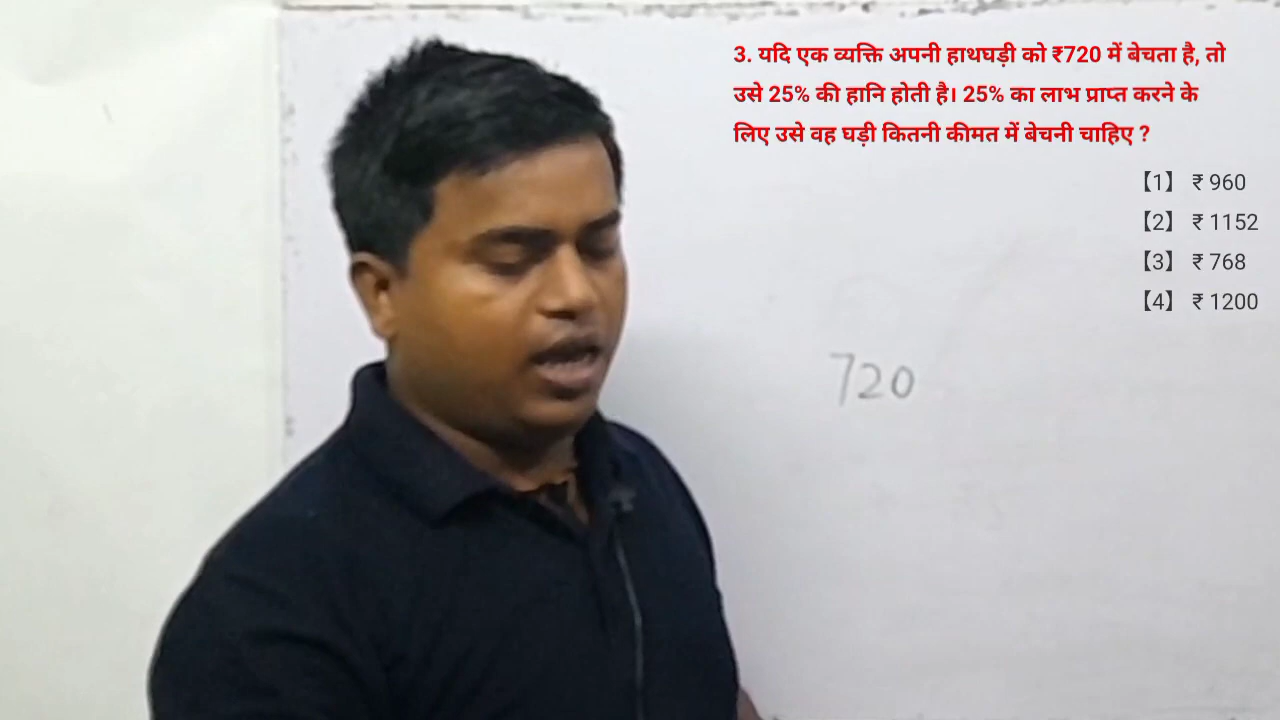 3. यदि एक व्यक्ति अपनी हाथघड़ी को ₹720 में बेचता है, तो
उसे 25% की हानि होती है। 25% का लाभ प्राप्त करने के
लिए उसे वह घड़ी कितनी कीमत में बेचनी चाहिए ?
【1】 ₹ 960
【2】 ₹ 1152
【3】 ₹ 768
【4】 ₹ 1200
720